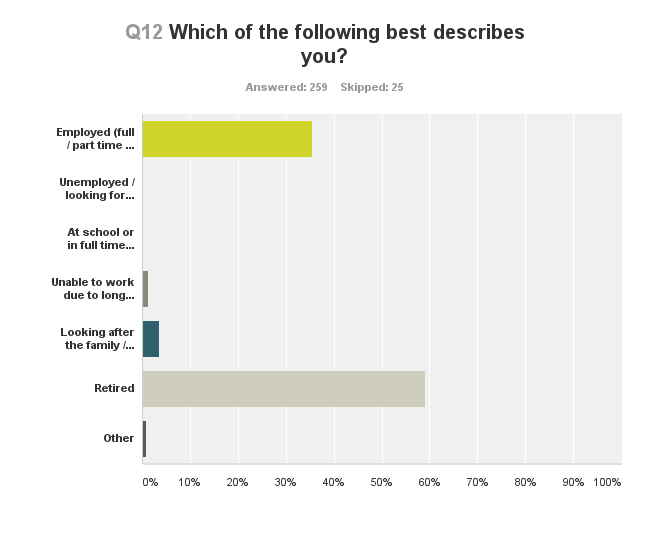 Q12 Which of the following best describes
you?
Answered: 259 Skipped: 25
Employed (full
/ part time ...
Unemployed /
looking for...
At school or
in full time...
Unable to work
due to long...
Looking after
the family /...
Retired
Other
0% 10% 20% 30% 40% 50% 60% 70% 80% 90% 100%